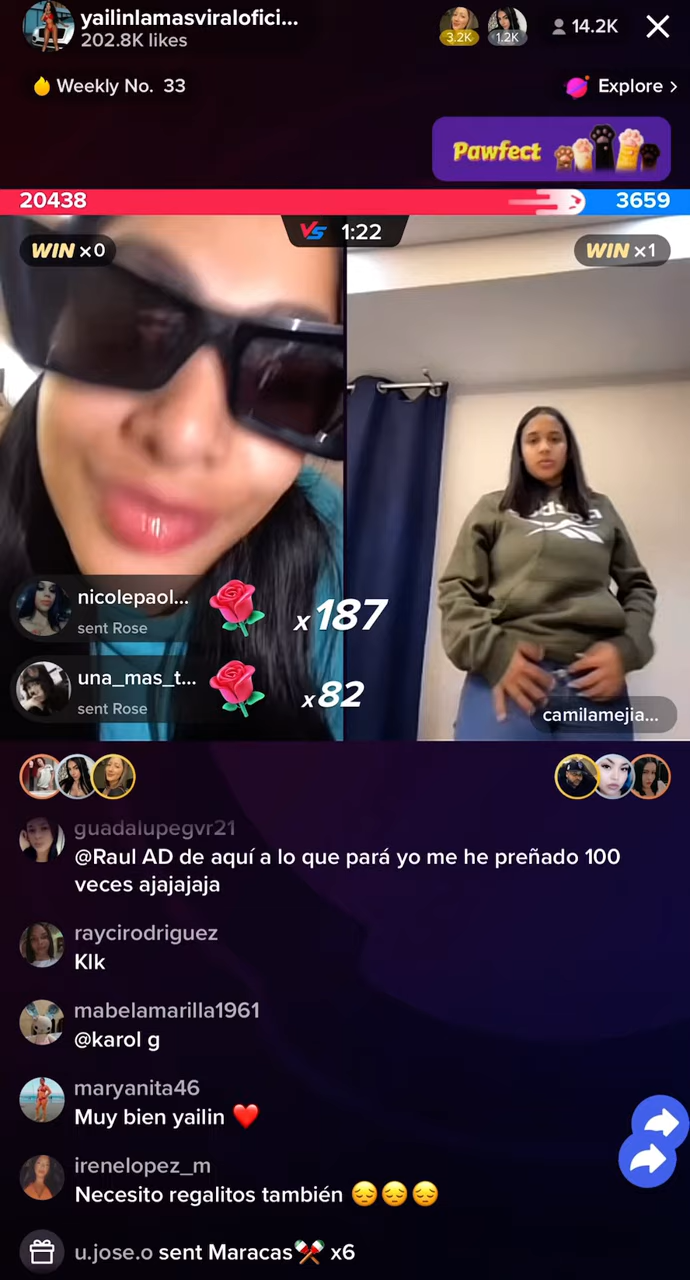 yailinlamasviralofici...
202.8K likes
3.2K
1.2K
14.2K
Weekly No. 33
Explore >
Pawfect
20438
3659
VS 1:22
WIN x0
WIN x1
nicolepaol...
sent Rose
x187
una_mas_t...
sent Rose
x82
camilamejia...
guadalupegvr21
@Raul AD de aquí a lo que pará yo me he preñado 100
veces ajajajaja
raycirodriguez
Klk
mabelamarilla1961
@karol g
maryanita46
Muy bien yailin ❤️
irenelopez_m
Necesito regalitos también 😔😔😔
u.jose.o sent Maracas x6